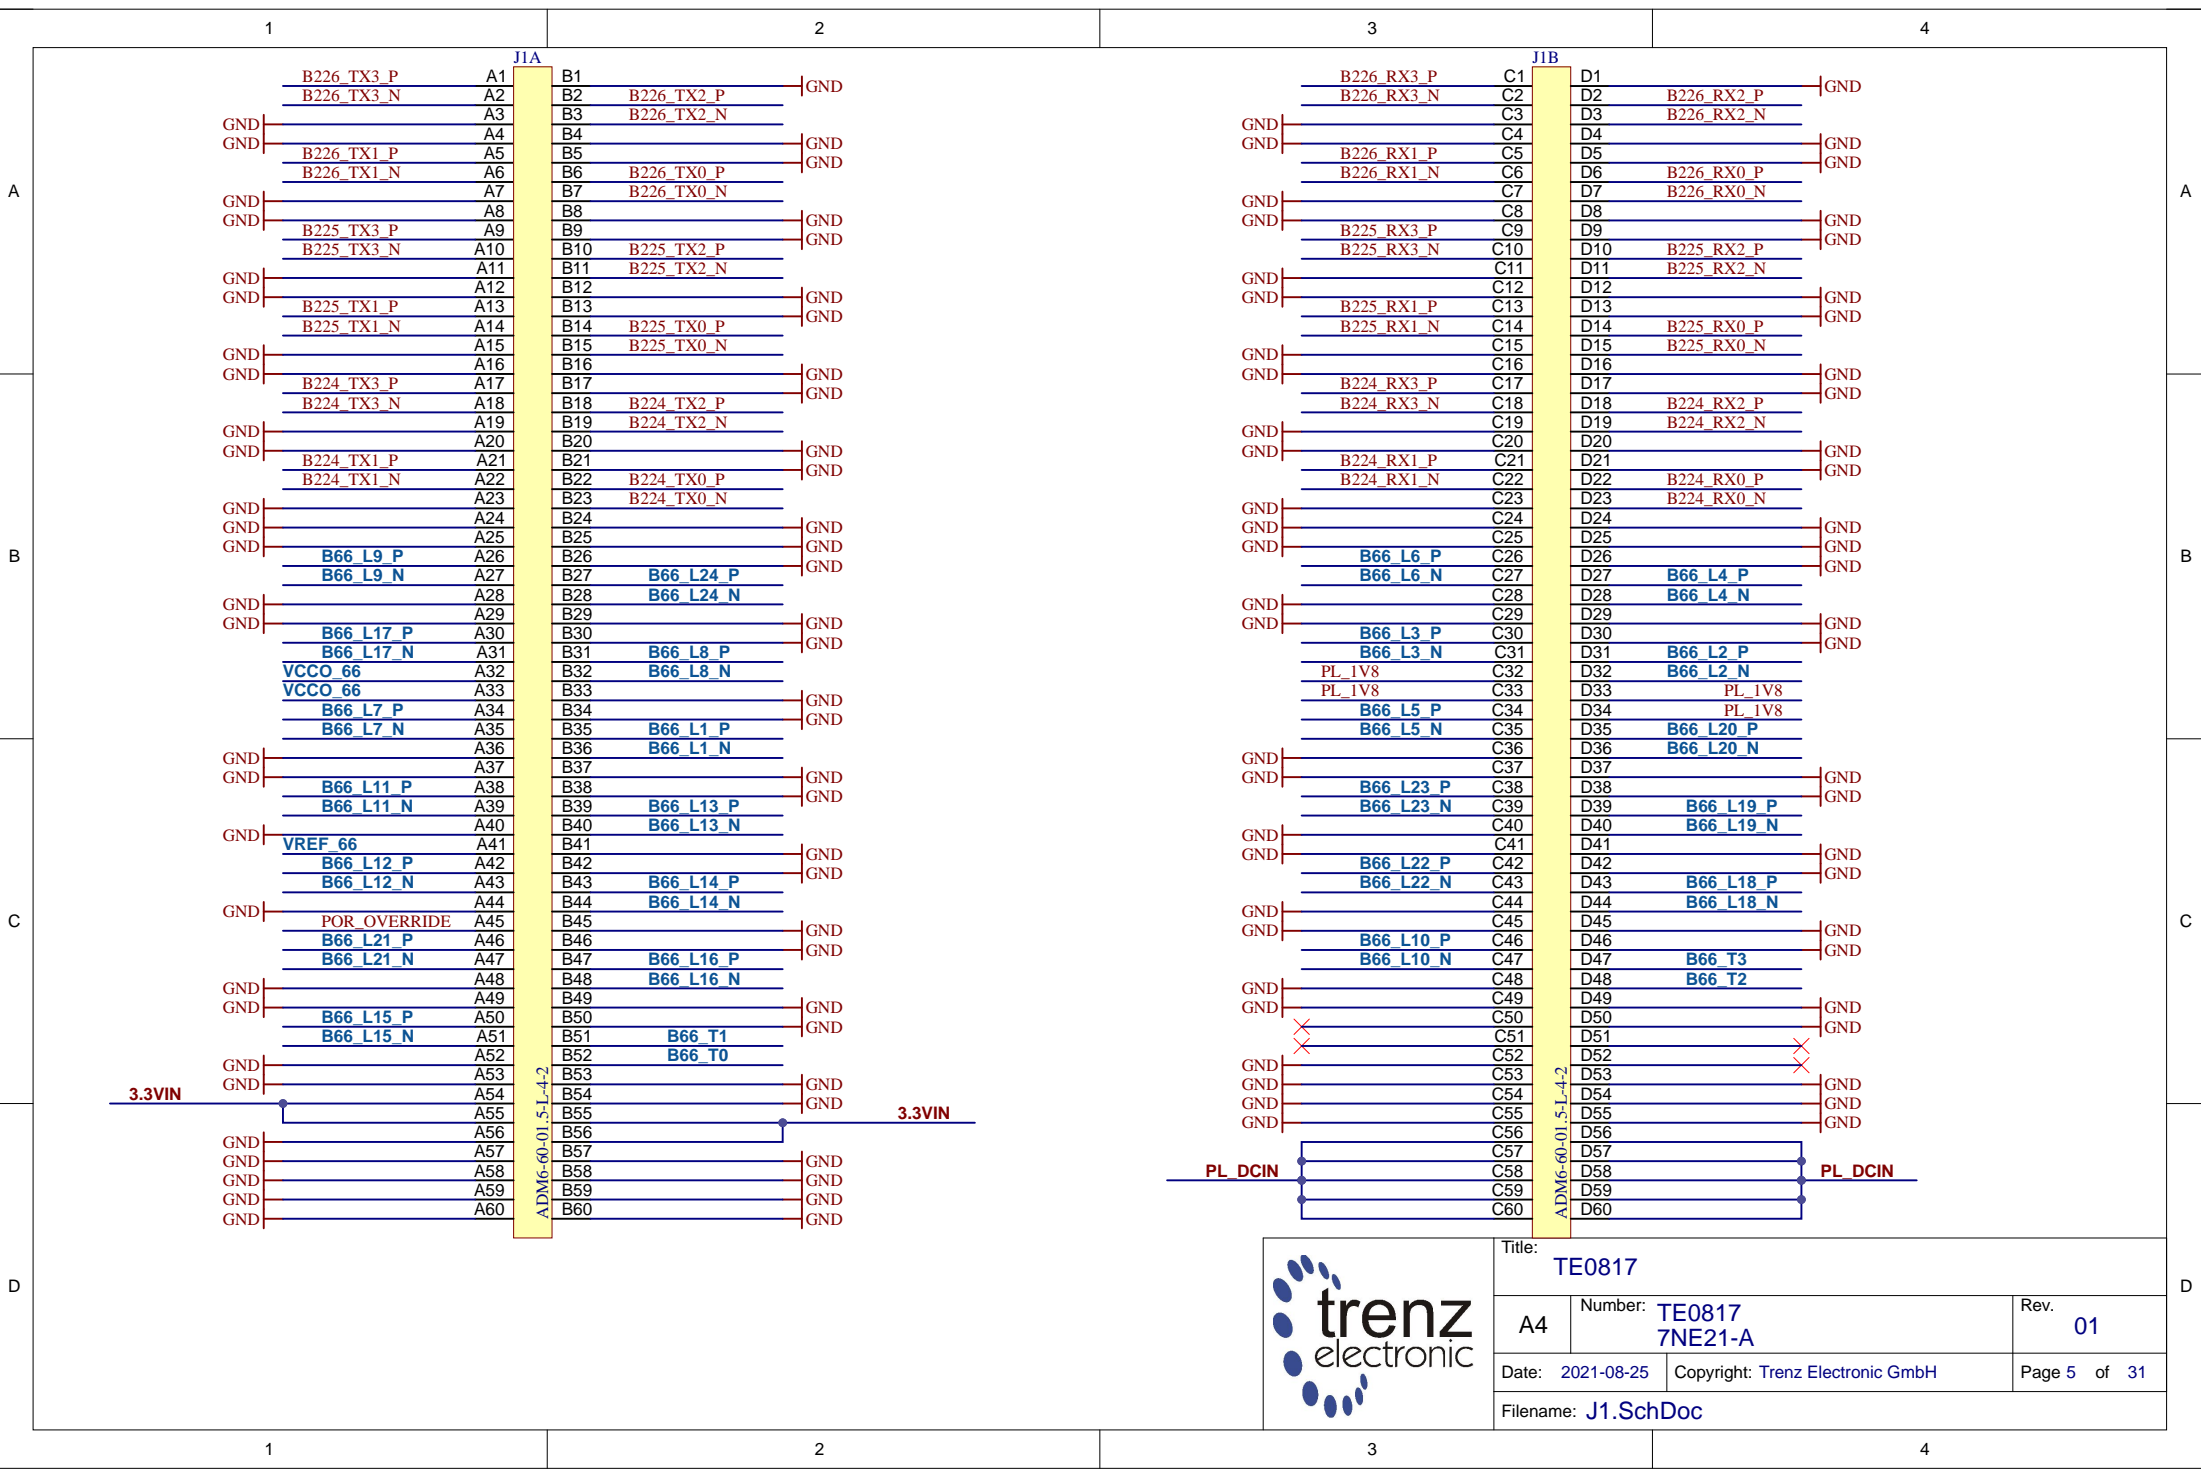 1 2 3 4
J1A
B226_TX3_P A1 B1 GND
B226_TX3_N A2 B2 B226_TX2_P
GND A3 B3 B226_TX2_N
GND A4 B4 GND
B226_TX1_P A5 B5 GND
B226_TX1_N A6 B6 B226_TX0_P
GND A7 B7 B226_TX0_N
GND A8 B8 GND
B225_TX3_P A9 B9 GND
B225_TX3_N A10 B10 B225_TX2_P
GND A11 B11 B225_TX2_N
GND A12 B12 GND
B225_TX1_P A13 B13 GND
B225_TX1_N A14 B14 B225_TX0_P
GND A15 B15 B225_TX0_N
GND A16 B16 GND
B224_TX3_P A17 B17 GND
B224_TX3_N A18 B18 B224_TX2_P
GND A19 B19 B224_TX2_N
GND A20 B20 GND
B224_TX1_P A21 B21 GND
B224_TX1_N A22 B22 B224_TX0_P
GND A23 B23 B224_TX0_N
GND A24 B24 GND
GND A25 B25 GND
B66_L9_P A26 B26 GND
B66_L9_N A27 B27 B66_L24_P
GND A28 B28 B66_L24_N
GND A29 B29 GND
B66_L17_P A30 B30 GND
B66_L17_N A31 B31 B66_L8_P
VCCO_66 A32 B32 B66_L8_N
VCCO_66 A33 B33 GND
B66_L7_P A34 B34 GND
B66_L7_N A35 B35 B66_L1_P
GND A36 B36 B66_L1_N
GND A37 B37 GND
B66_L11_P A38 B38 GND
B66_L11_N A39 B39 B66_L13_P
GND A40 B40 B66_L13_N
VREF_66 A41 B41 GND
B66_L12_P A42 B42 GND
B66_L12_N A43 B43 B66_L14_P
GND A44 B44 B66_L14_N
POR_OVERRIDE A45 B45 GND
B66_L21_P A46 B46 GND
B66_L21_N A47 B47 B66_L16_P
GND A48 B48 B66_L16_N
GND A49 B49 GND
B66_L15_P A50 B50 GND
B66_L15_N A51 B51 B66_T1
GND A52 B52 B66_T0
GND A53 B53 GND
3.3VIN A54 B54 GND
A55 B55 3.3VIN
GND A56 B56
GND A57 B57 GND
GND A58 B58 GND
GND A59 B59 GND
GND A60 B60 GND
ADM6-60-01.5-L-4-2
J1B
B226_RX3_P C1 D1 GND
B226_RX3_N C2 D2 B226_RX2_P
GND C3 D3 B226_RX2_N
GND C4 D4 GND
B226_RX1_P C5 D5 GND
B226_RX1_N C6 D6 B226_RX0_P
GND C7 D7 B226_RX0_N
GND C8 D8 GND
B225_RX3_P C9 D9 GND
B225_RX3_N C10 D10 B225_RX2_P
GND C11 D11 B225_RX2_N
GND C12 D12 GND
B225_RX1_P C13 D13 GND
B225_RX1_N C14 D14 B225_RX0_P
GND C15 D15 B225_RX0_N
GND C16 D16 GND
B224_RX3_P C17 D17 GND
B224_RX3_N C18 D18 B224_RX2_P
GND C19 D19 B224_RX2_N
GND C20 D20 GND
B224_RX1_P C21 D21 GND
B224_RX1_N C22 D22 B224_RX0_P
GND C23 D23 B224_RX0_N
GND C24 D24 GND
GND C25 D25 GND
B66_L6_P C26 D26 GND
B66_L6_N C27 D27 B66_L4_P
GND C28 D28 B66_L4_N
GND C29 D29 GND
B66_L3_P C30 D30 GND
B66_L3_N C31 D31 B66_L2_P
PL_1V8 C32 D32 B66_L2_N
PL_1V8 C33 D33 PL_1V8
B66_L5_P C34 D34 PL_1V8
B66_L5_N C35 D35 B66_L20_P
GND C36 D36 B66_L20_N
GND C37 D37 GND
B66_L23_P C38 D38 GND
B66_L23_N C39 D39 B66_L19_P
GND C40 D40 B66_L19_N
GND C41 D41 GND
B66_L22_P C42 D42 GND
B66_L22_N C43 D43 B66_L18_P
GND C44 D44 B66_L18_N
GND C45 D45 GND
B66_L10_P C46 D46 GND
B66_L10_N C47 D47 B66_T3
GND C48 D48 B66_T2
GND C49 D49 GND
C50 D50 GND
C51 D51
GND C52 D52
GND C53 D53 GND
GND C54 D54 GND
GND C55 D55 GND
C56 D56
C57 D57
PL_DCIN C58 D58 PL_DCIN
C59 D59
C60 D60
ADM6-60-01.5-L-4-2
A A
B B
C C
D D
trenz
electronic
Title:
TE0817
A4
Number: TE0817
7NE21-A
Rev.
01
Date: 2021-08-25 Copyright: Trenz Electronic GmbH Page 5 of 31
Filename: J1.SchDoc
1 2 3 4